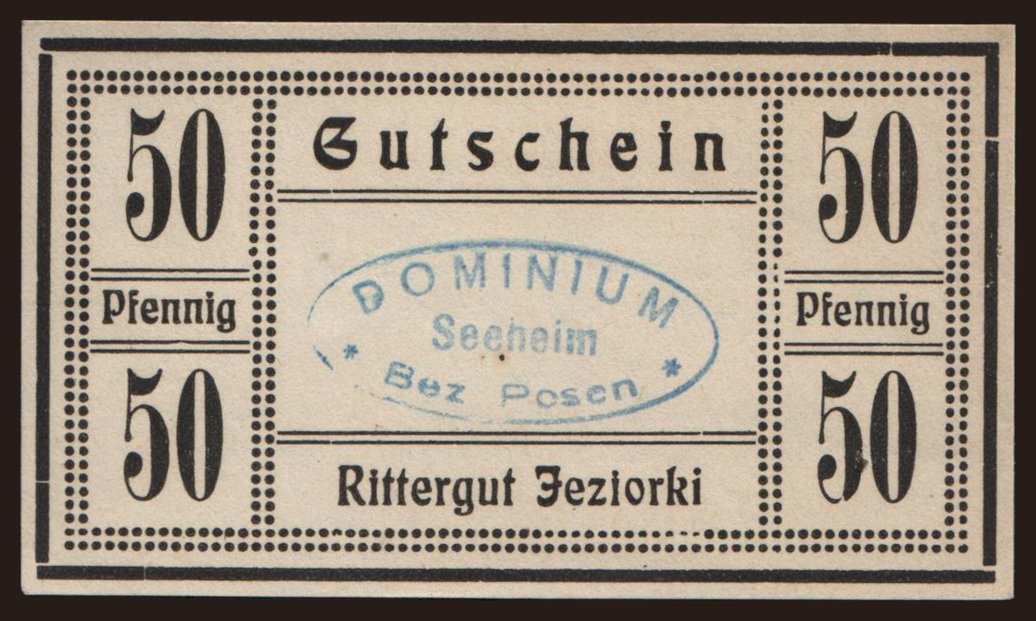 50
Pfennig
50
Gutschein
DOMINIUM
Seeheim
* Bez Posen *
Rittergut Jeziorki
50
Pfennig
50